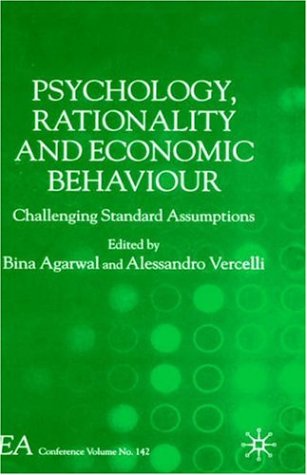 PSYCHOLOGY,
RATIONALITY
AND ECONOMIC
BEHAVIOUR
Challenging Standard Assumptions
Edited by
Bina Agarwal and Alessandro Vercelli
EA Conference Volume No. 142